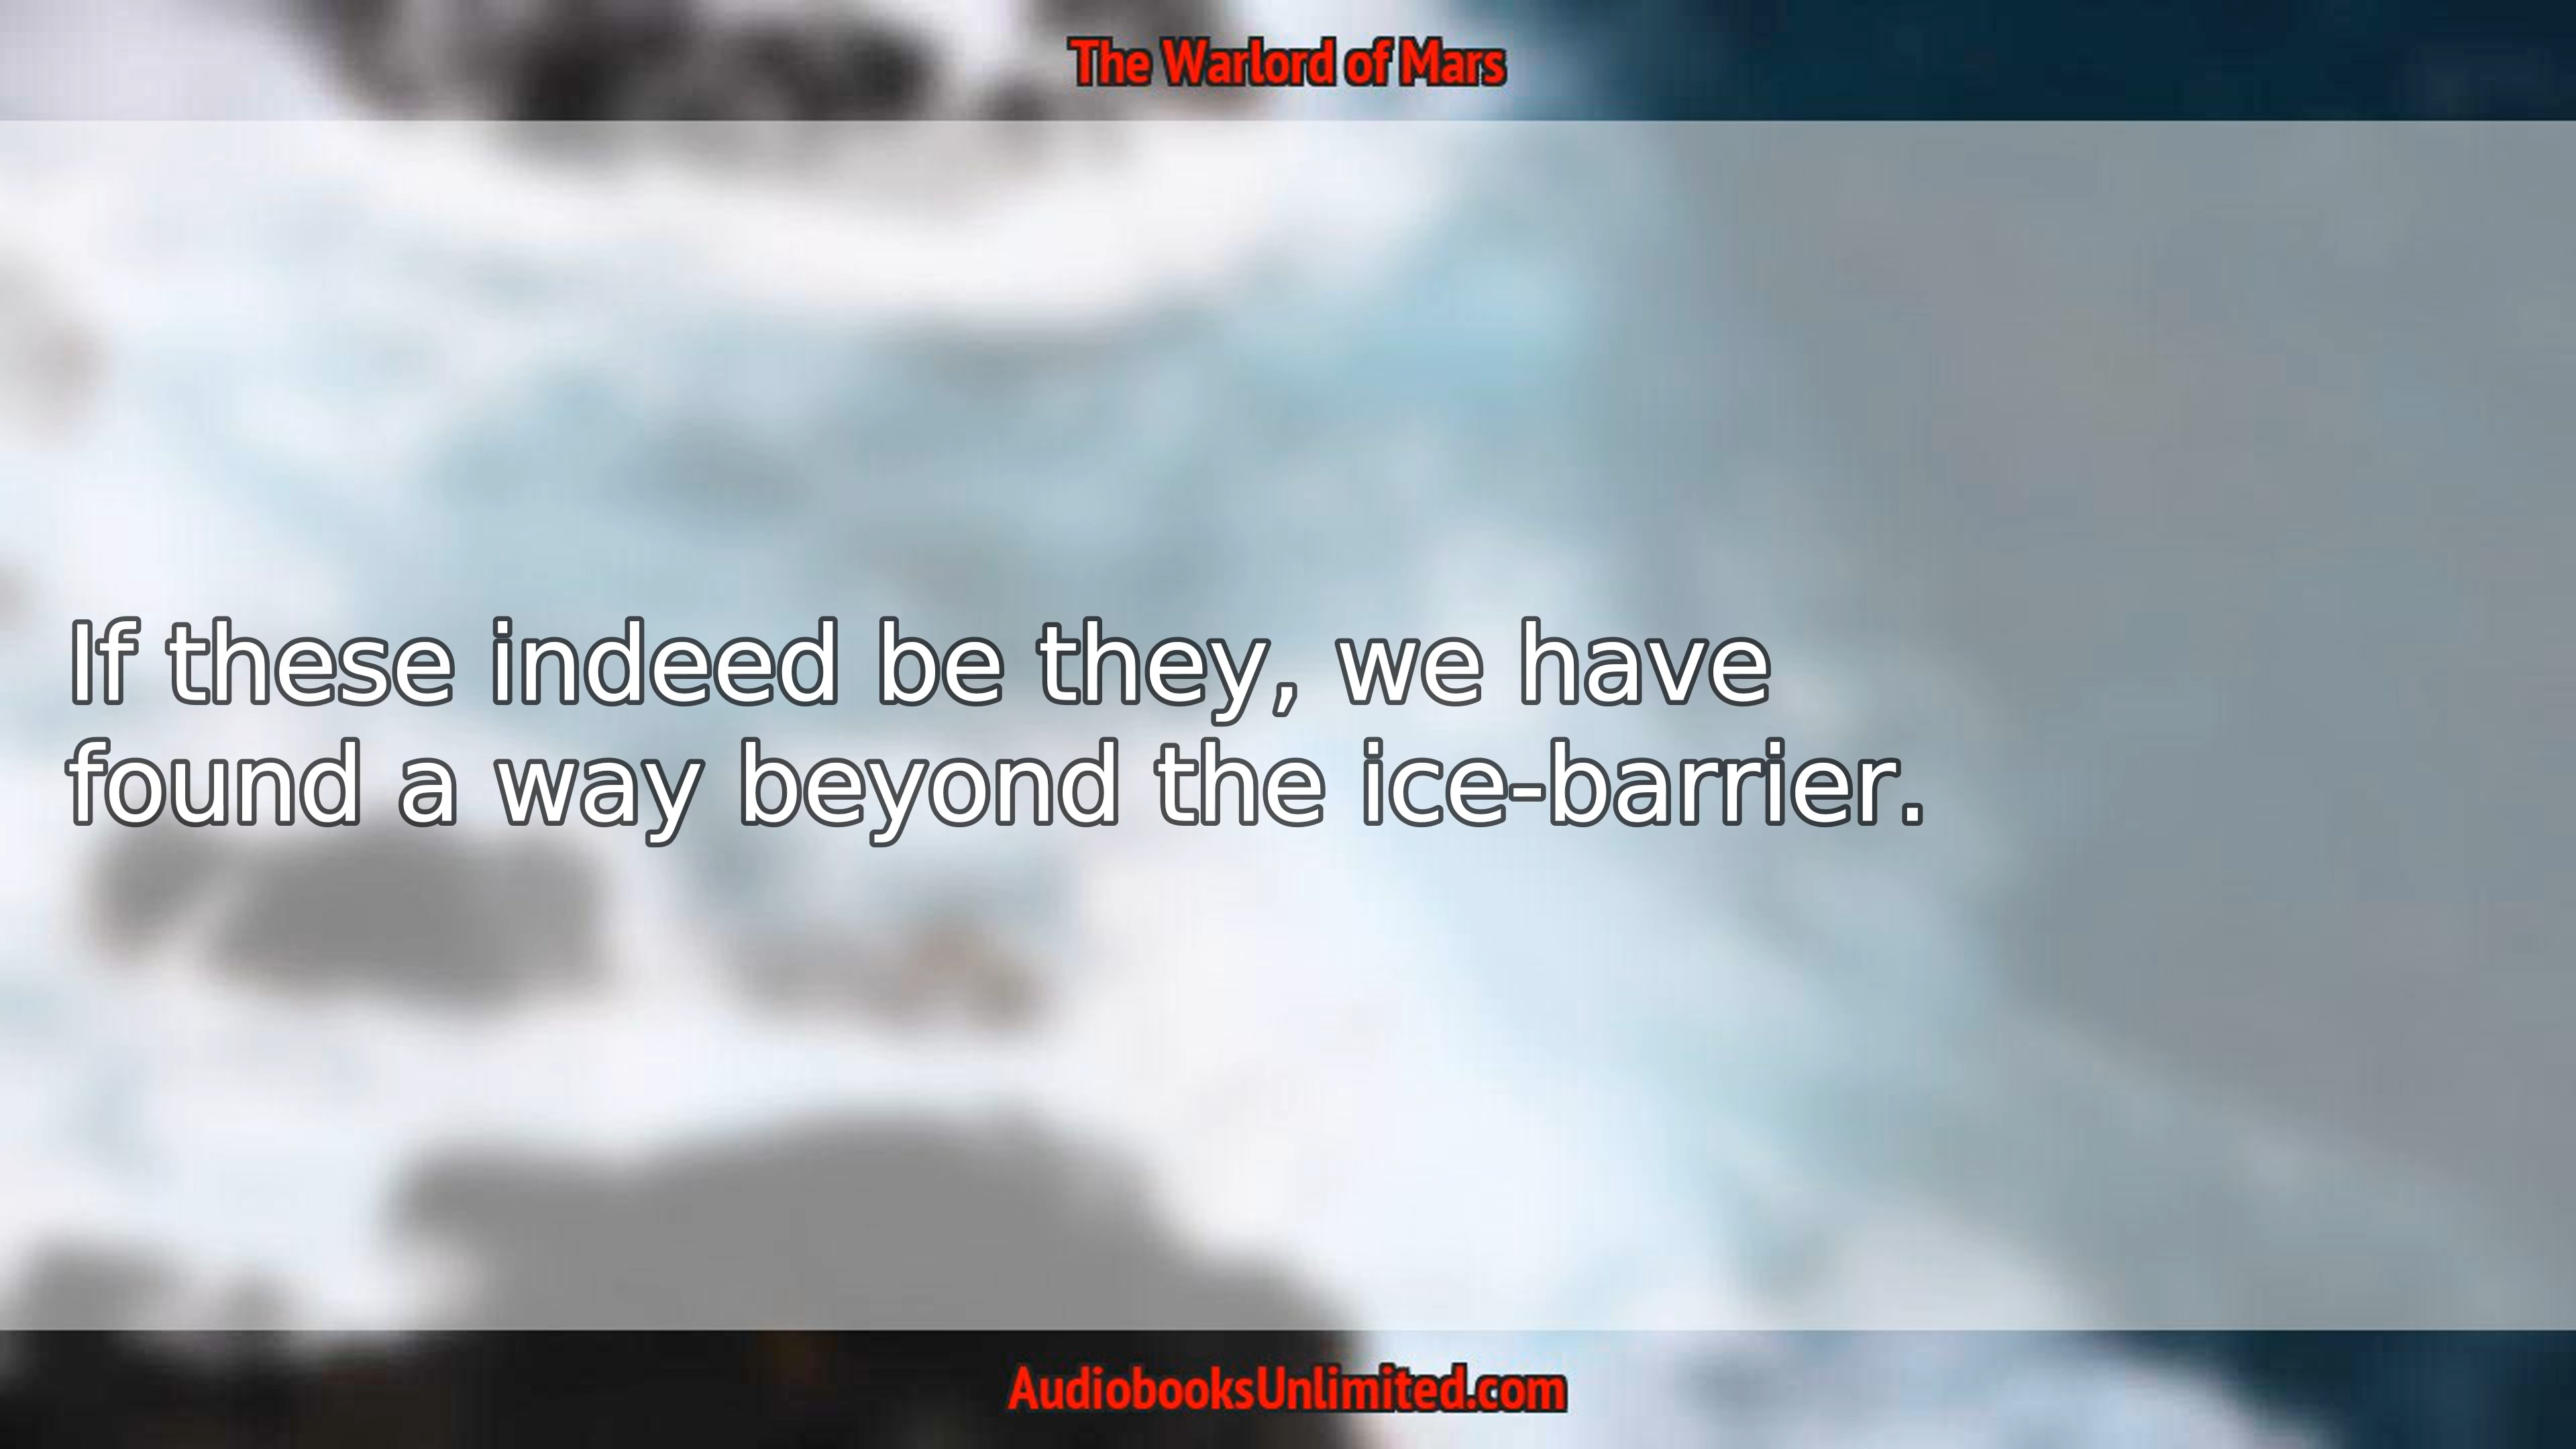 The Warlord of Mars
If these indeed be they, we have
found a way beyond the ice-barrier.
AudiobooksUnlimited.com